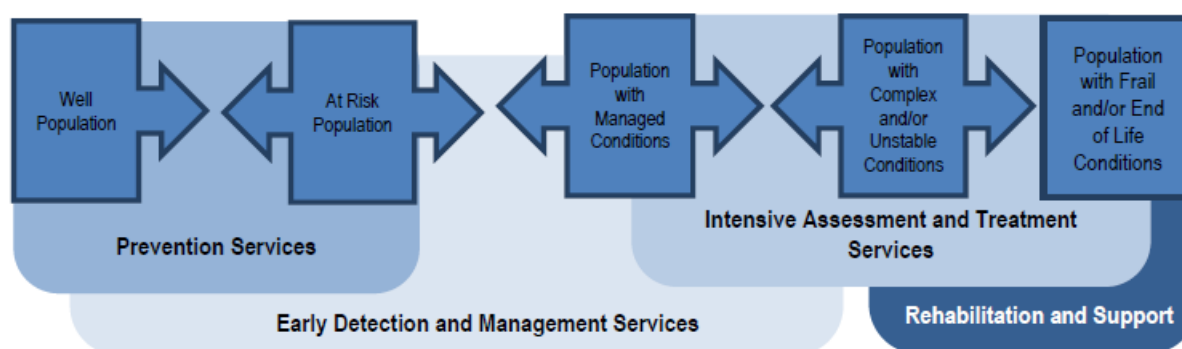 Well
Population
At Risk
Population
Population
with
Managed
Conditions
Population
with
Complex
and/or
Unstable
Conditions
Population
with Frail
and/or End
of Life
Conditions
Prevention Services
Intensive Assessment and Treatment
Services
Early Detection and Management Services
Rehabilitation and Support